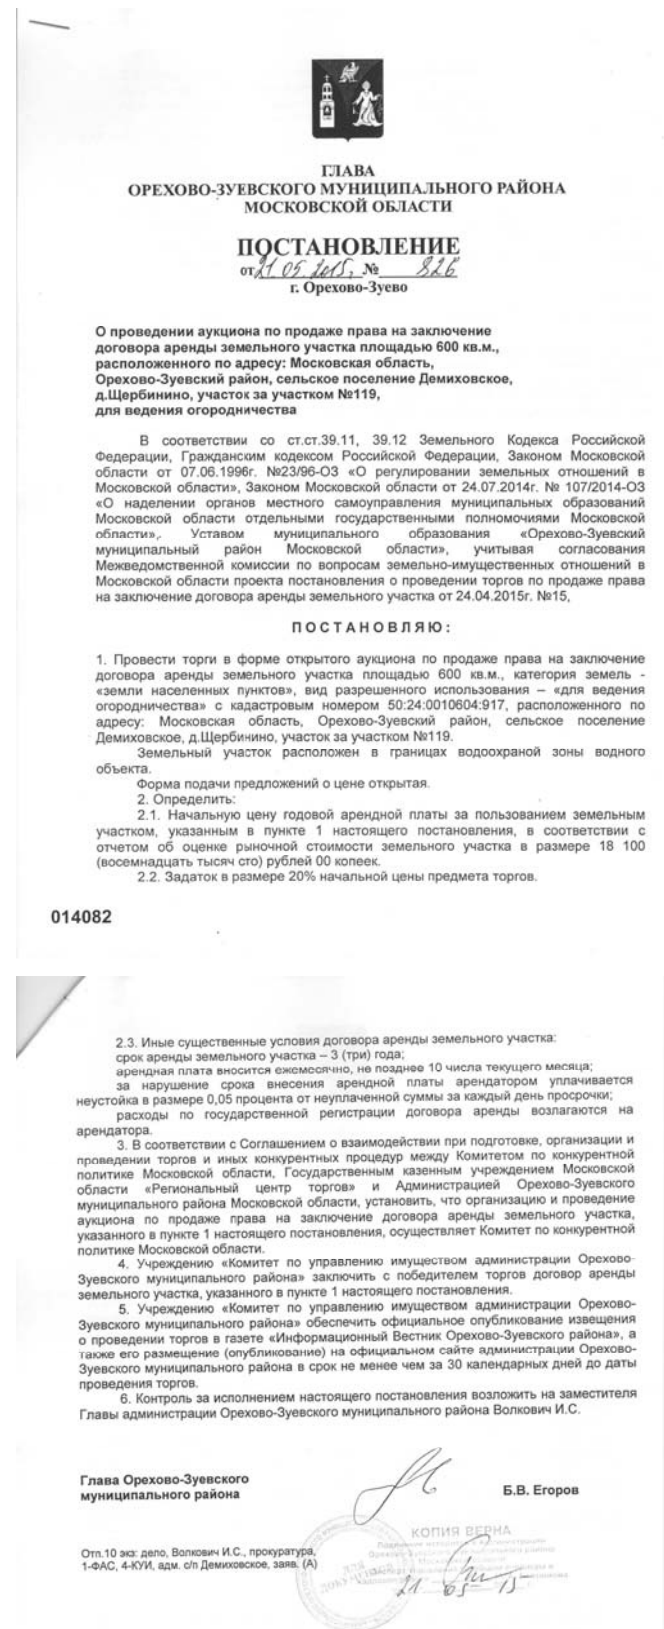 ГЛАВА
ОРЕХОВО-ЗУЕВСКОГО МУНИЦИПАЛЬНОГО РАЙОНА
МОСКОВСКОЙ ОБЛАСТИ
ПОСТАНОВЛЕНИЕ
от 21.05.2015, № 826
г. Орехово-Зуево
О проведении аукциона по продаже права на заключение
договора аренды земельного участка площадью 600 кв.м.,
расположенного по адресу: Московская область,
Орехово-Зуевский район, сельское поселение Демиховское,
д.Щербинино, участок за участком №119,
для ведения огородничества
В соответствии со ст.ст.39.11, 39.12 Земельного Кодекса Российской
Федерации, Гражданским кодексом Российской Федерации, Законом Московской
области от 07.06.1996г. №23/96-ОЗ «О регулировании земельных отношений в
Московской области», Законом Московской области от 24.07.2014г. № 107/2014-ОЗ
«О наделении органов местного самоуправления муниципальных образований
Московской области отдельными государственными полномочиями Московской
области»,. Уставом муниципального образования «Орехово-Зуевский
муниципальный район Московской области», учитывая согласования
Межведомственной комиссии по вопросам земельно-имущественных отношений в
Московской области проекта постановления о проведении торгов по продаже права
на заключение договора аренды земельного участка от 24.04.2015г. №15,
П О С Т А Н О В Л Я Ю :
1. Провести торги в форме открытого аукциона по продаже права на заключение
договора аренды земельного участка площадью 600 кв.м., категория земель -
«земли населенных пунктов», вид разрешенного использования – «для ведения
огородничества» с кадастровым номером 50:24:0010604:917, расположенного по
адресу: Московская область, Орехово-Зуевский район, сельское поселение
Демиховское, д.Щербинино, участок за участком №119.
Земельный участок расположен в границах водоохраной зоны водного
объекта.
Форма подачи предложений о цене открытая.
2. Определить:
2.1. Начальную цену годовой арендной платы за пользованием земельным
участком, указанным в пункте 1 настоящего постановления, в соответствии с
отчетом об оценке рыночной стоимости земельного участка в размере 18 100
(восемнадцать тысяч сто) рублей 00 копеек.
2.2. Задаток в размере 20% начальной цены предмета торгов.
014082
2.3. Иные существенные условия договора аренды земельного участка:
срок аренды земельного участка – 3 (три) года;
арендная плата вносится ежемесячно, не позднее 10 числа текущего месяца;
за нарушение срока внесения арендной платы арендатором уплачивается
неустойка в размере 0,05 процента от неуплаченной суммы за каждый день просрочки;
расходы по государственной регистрации договора аренды возлагаются на
арендатора.
3. В соответствии с Соглашением о взаимодействии при подготовке, организации и
проведении торгов и иных конкурентных процедур между Комитетом по конкурентной
политике Московской области, Государственным казенным учреждением Московской
области «Региональный центр торгов» и Администрацией Орехово-Зуевского
муниципального района Московской области, установить, что организацию и проведение
аукциона по продаже права на заключение договора аренды земельного участка,
указанного в пункте 1 настоящего постановления, осуществляет Комитет по конкурентной
политике Московской области.
4. Учреждению «Комитет по управлению имуществом администрации Орехово-
Зуевского муниципального района» заключить с победителем торгов договор аренды
земельного участка, указанного в пункте 1 настоящего постановления.
5. Учреждению «Комитет по управлению имуществом администрации Орехово-
Зуевского муниципального района» обеспечить официальное опубликование извещения
о проведении торгов в газете «Информационный Вестник Орехово-Зуевского района», а
также его размещение (опубликование) на официальном сайте администрации Орехово-
Зуевского муниципального района в срок не менее чем за 30 календарных дней до даты
проведения торгов.
6. Контроль за исполнением настоящего постановления возложить на заместителя
Главы администрации Орехово-Зуевского муниципального района Волкович И.С.
Глава Орехово-Зуевского
муниципального района
Б.В. Егоров
КОПИЯ ВЕРНА
Отп.10 экз: дело, Волкович И.С., прокуратура,
1-ФАС, 4-КУИ, адм. с/п Демиховское, заяв. (А)
ДЛЯ
ДОКУМЕНТОВ
21 05 15